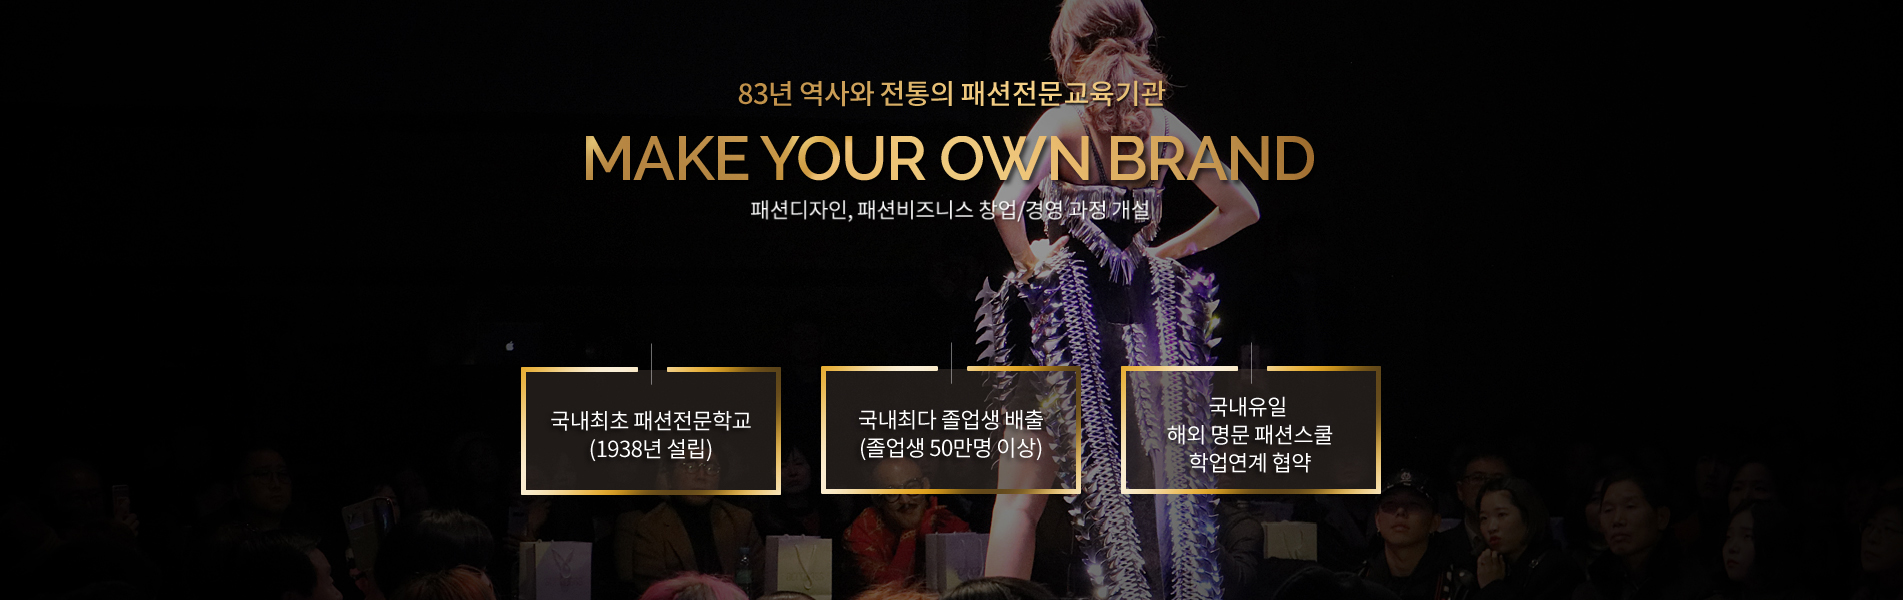 83년 역사와 전통의 패션전문교육기관
MAKE YOUR OWN BRAND
패션디자인, 패션비즈니스 창업/경영 과정 개설
국내최초 패션전문학교
(1938년 설립)
국내최다 졸업생 배출
(졸업생 50만명 이상)
국내유일
해외 명문 패션스쿨
학업연계 협약